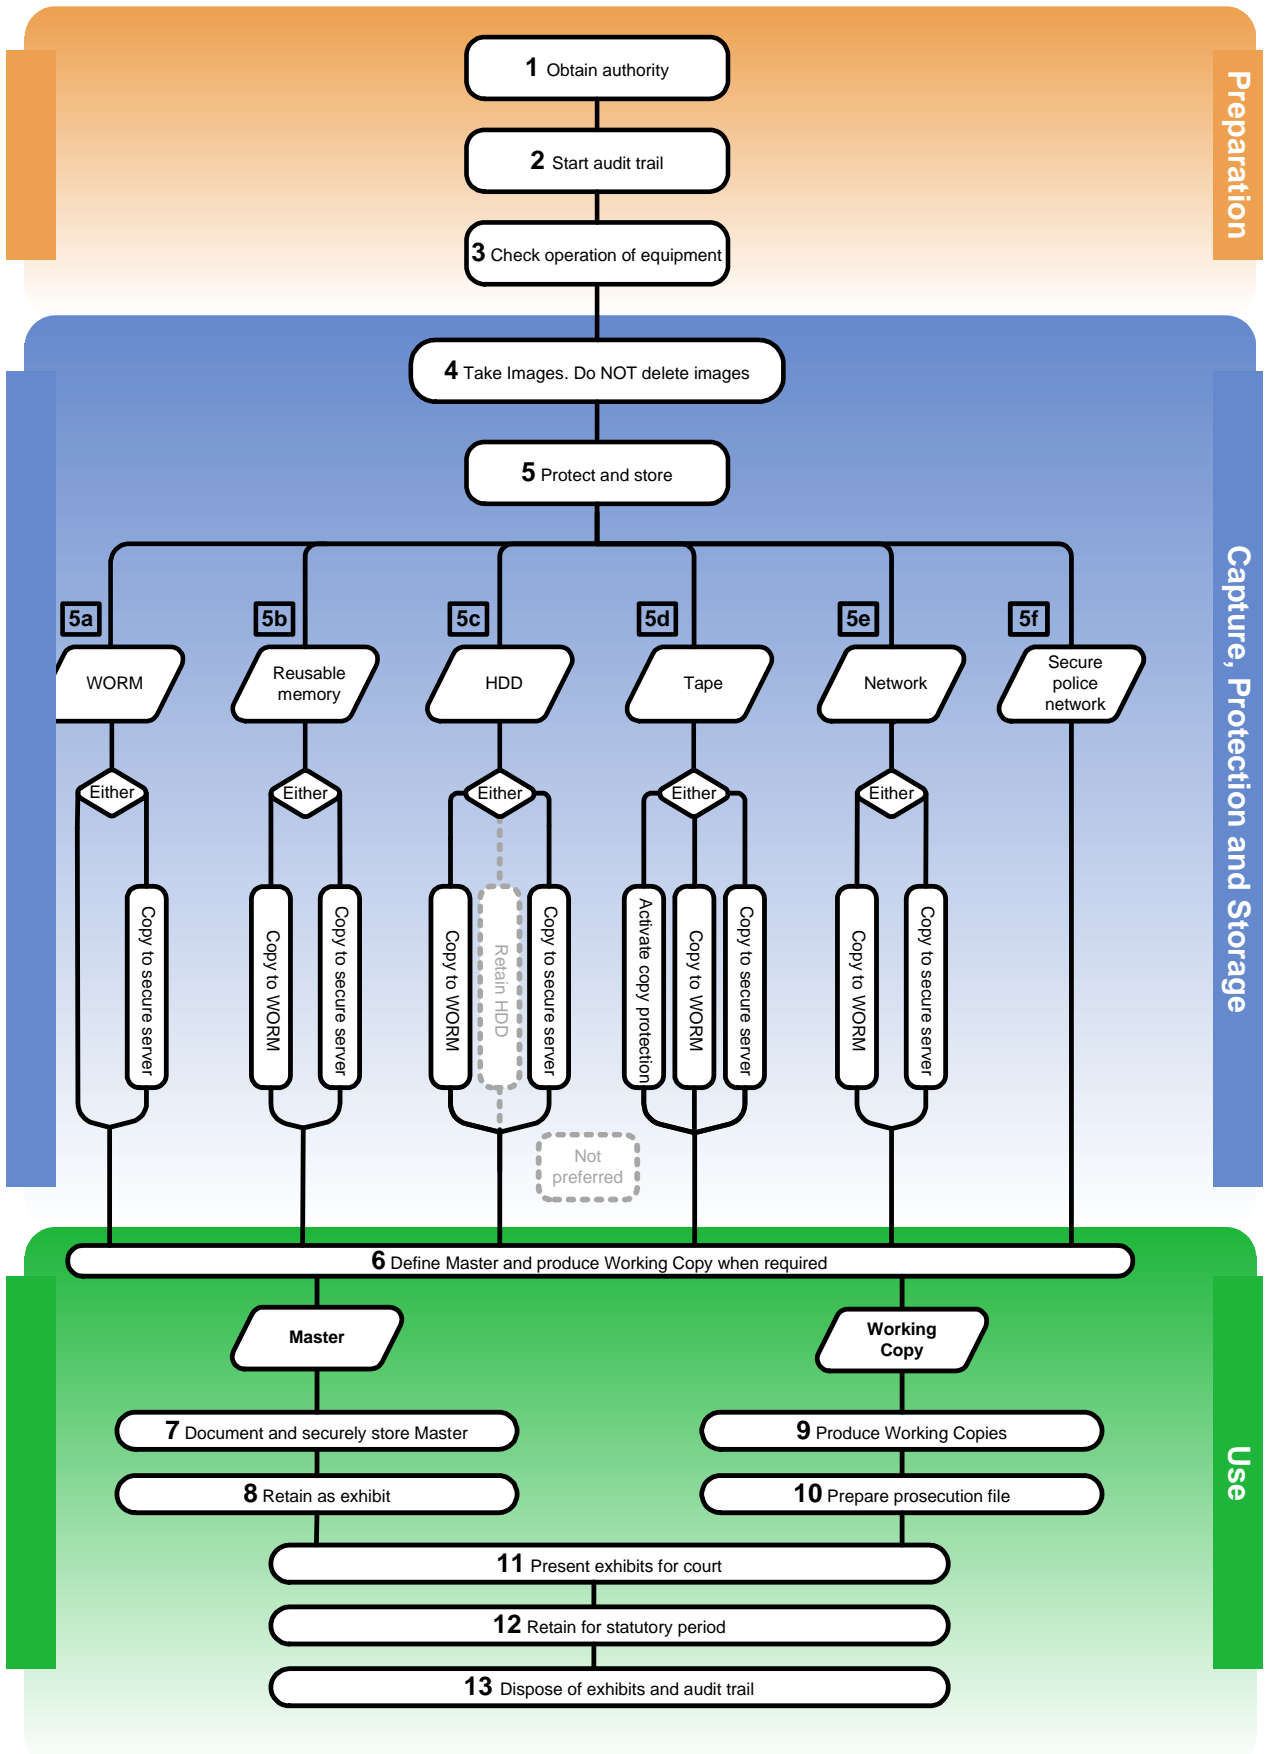 Preparation
1 Obtain authority
2 Start audit trail
3 Check operation of equipment
Capture, Protection and Storage
4 Take Images. Do NOT delete images
5 Protect and store
5a
5b
5c
5d
5e
5f
WORM
Reusable
memory
HDD
Tape
Network
Secure
police
network
Either
Either
Either
Either
Either
Copy to secure server
Copy to WORM
Copy to secure server
Copy to WORM
Retain HDD
Copy to secure server
Activate copy protection
Copy to WORM
Copy to secure server
Copy to WORM
Copy to secure server
Not
preferred
Use
6 Define Master and produce Working Copy when required
Master
Working
Copy
7 Document and securely store Master
8 Retain as exhibit
9 Produce Working Copies
10 Prepare prosecution file
11 Present exhibits for court
12 Retain for statutory period
13 Dispose of exhibits and audit trail